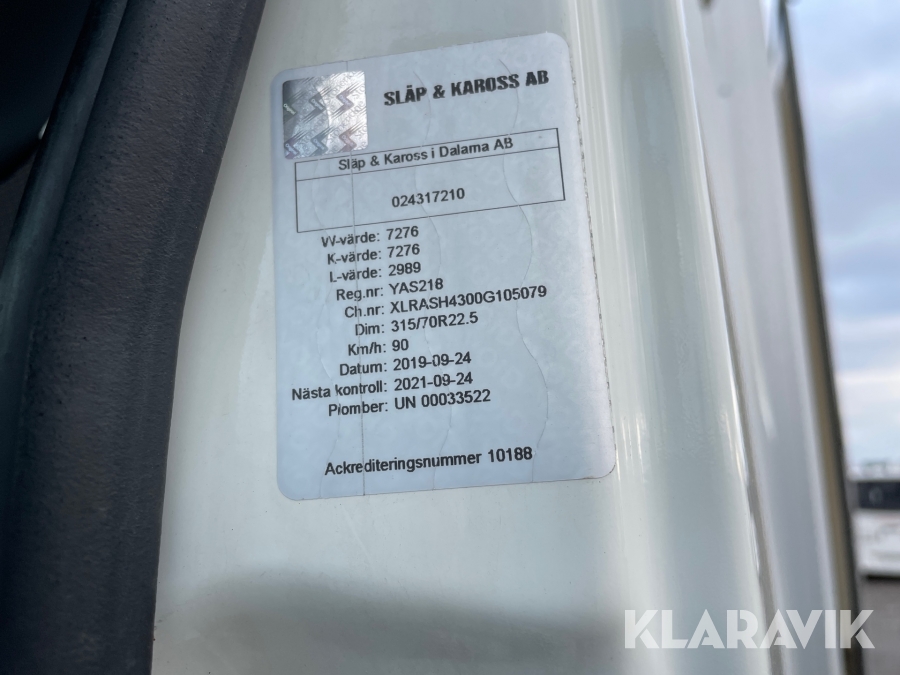 SLÄP & KAROSS AB
Släp & Kaross i Dalarna AB
024317210
W-värde: 7276
K-värde: 7276
L-värde: 2989
Reg.nr: YAS218
Ch.nr: XLRASH4300G105079
Dim: 315/70R22.5
Km/h: 90
Datum: 2019-09-24
Nästa kontroll: 2021-09-24
Plomber: UN 00033522
Ackrediteringsnummer 10188
KLARAVIK